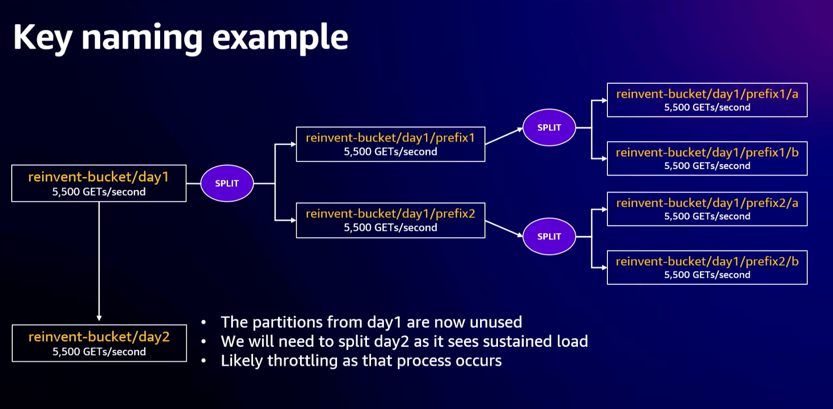 Key naming example
reinvent-bucket/day1
5,500 GETs/second
SPLIT
reinvent-bucket/day1/prefix1
5,500 GETs/second
reinvent-bucket/day1/prefix2
5,500 GETs/second
SPLIT
SPLIT
reinvent-bucket/day1/prefix1/a
5,500 GETs/second
reinvent-bucket/day1/prefix1/b
5,500 GETs/second
reinvent-bucket/day1/prefix2/a
5,500 GETs/second
reinvent-bucket/day1/prefix2/b
5,500 GETs/second
reinvent-bucket/day2
5,500 GETs/second
• The partitions from day1 are now unused
• We will need to split day2 as it sees sustained load
• Likely throttling as that process occurs